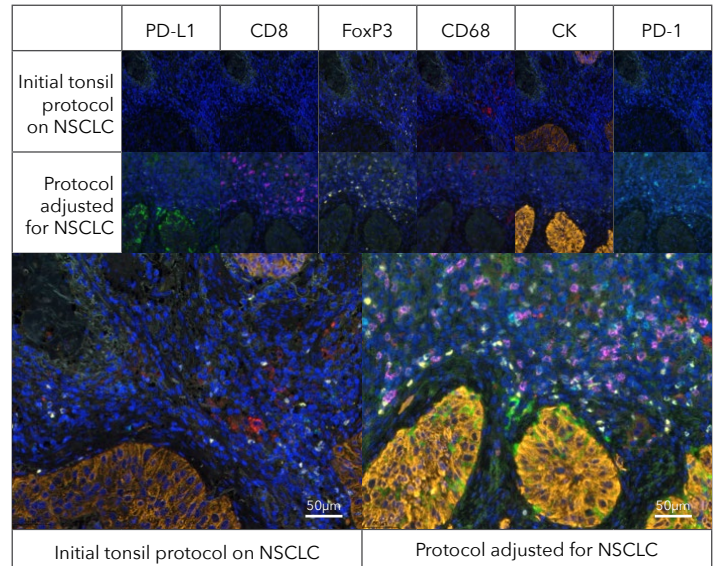 PD-L1 CD8 FoxP3 CD68 CK PD-1
Initial tonsil
protocol
on NSCLC
Protocol
adjusted
for NSCLC
50µm 50µm
Initial tonsil protocol on NSCLC Protocol adjusted for NSCLC